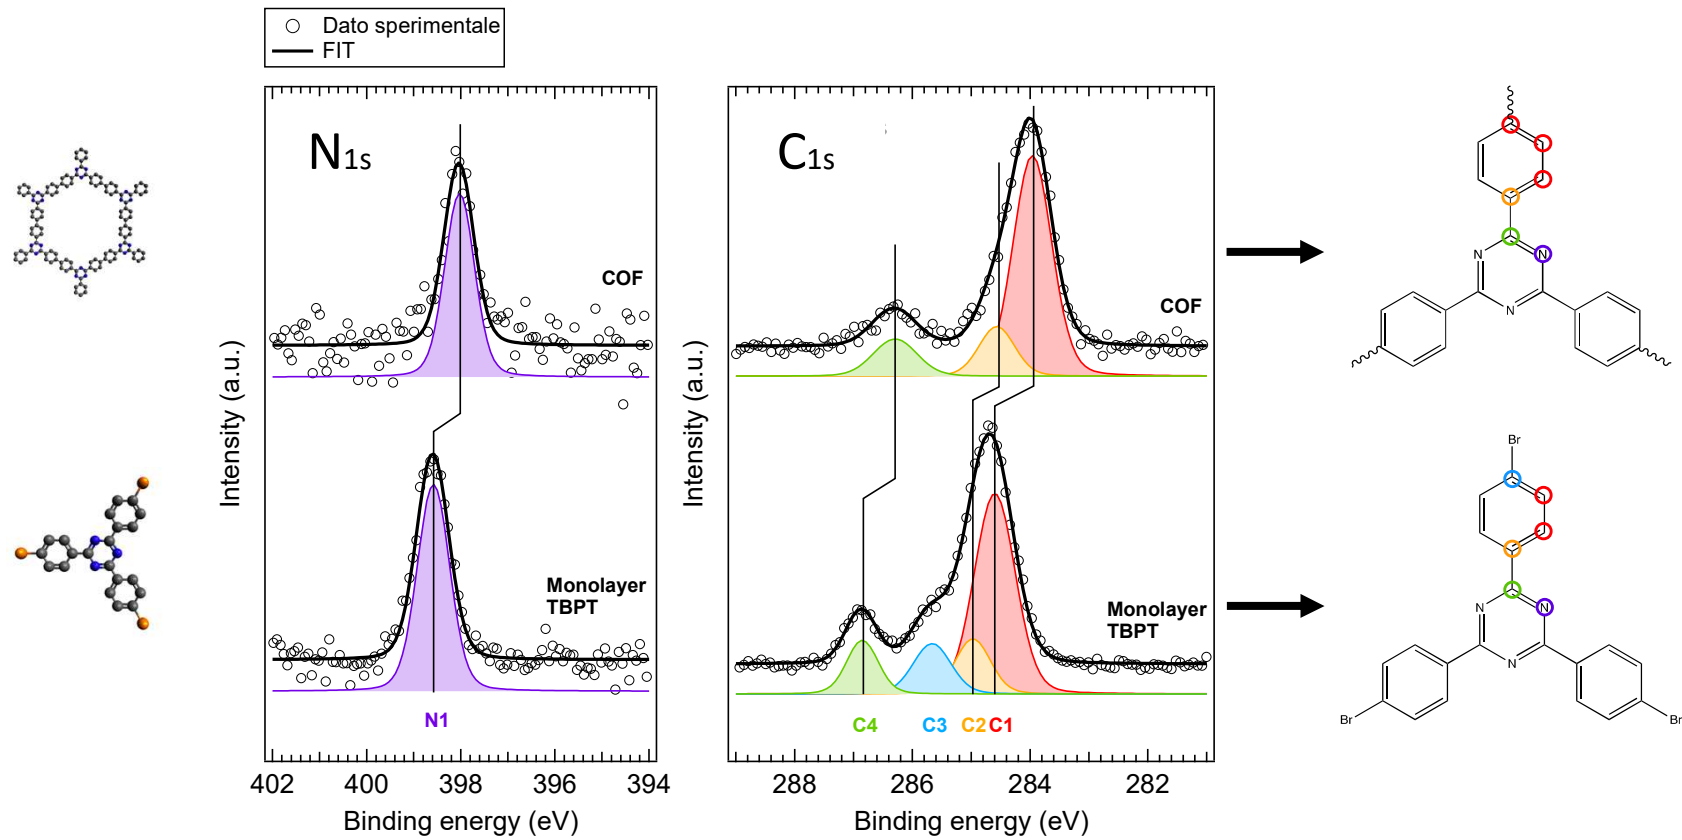 Dato sperimentale
FIT
N1s
COF
Monolayer
TBPT
N1
Intensity (a.u.)
402
400
398
396
394
Binding energy (eV)
C1s
COF
Monolayer
TBPT
C4
C3
C2
C1
Intensity (a.u.)
288
286
284
282
Binding energy (eV)
N
N
N
Br
N
N
N
Br
Br